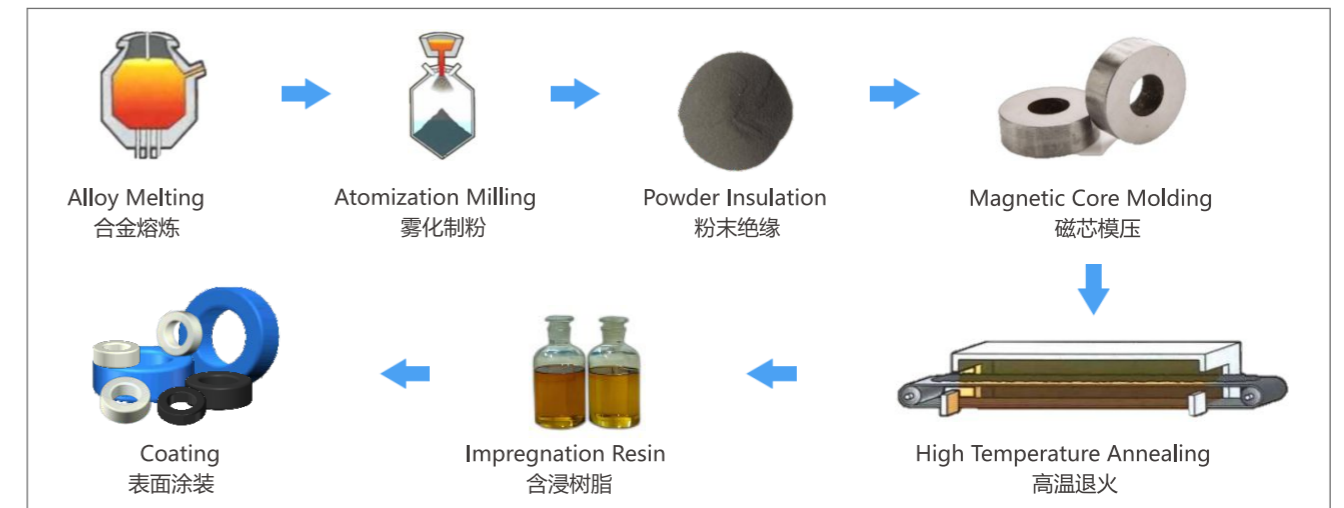 Alloy Melting
合金熔炼
Atomization Milling
雾化制粉
Powder Insulation
粉末绝缘
Magnetic Core Molding
磁芯模压
High Temperature Annealing
高温退火
Impregnation Resin
含浸树脂
Coating
表面涂装